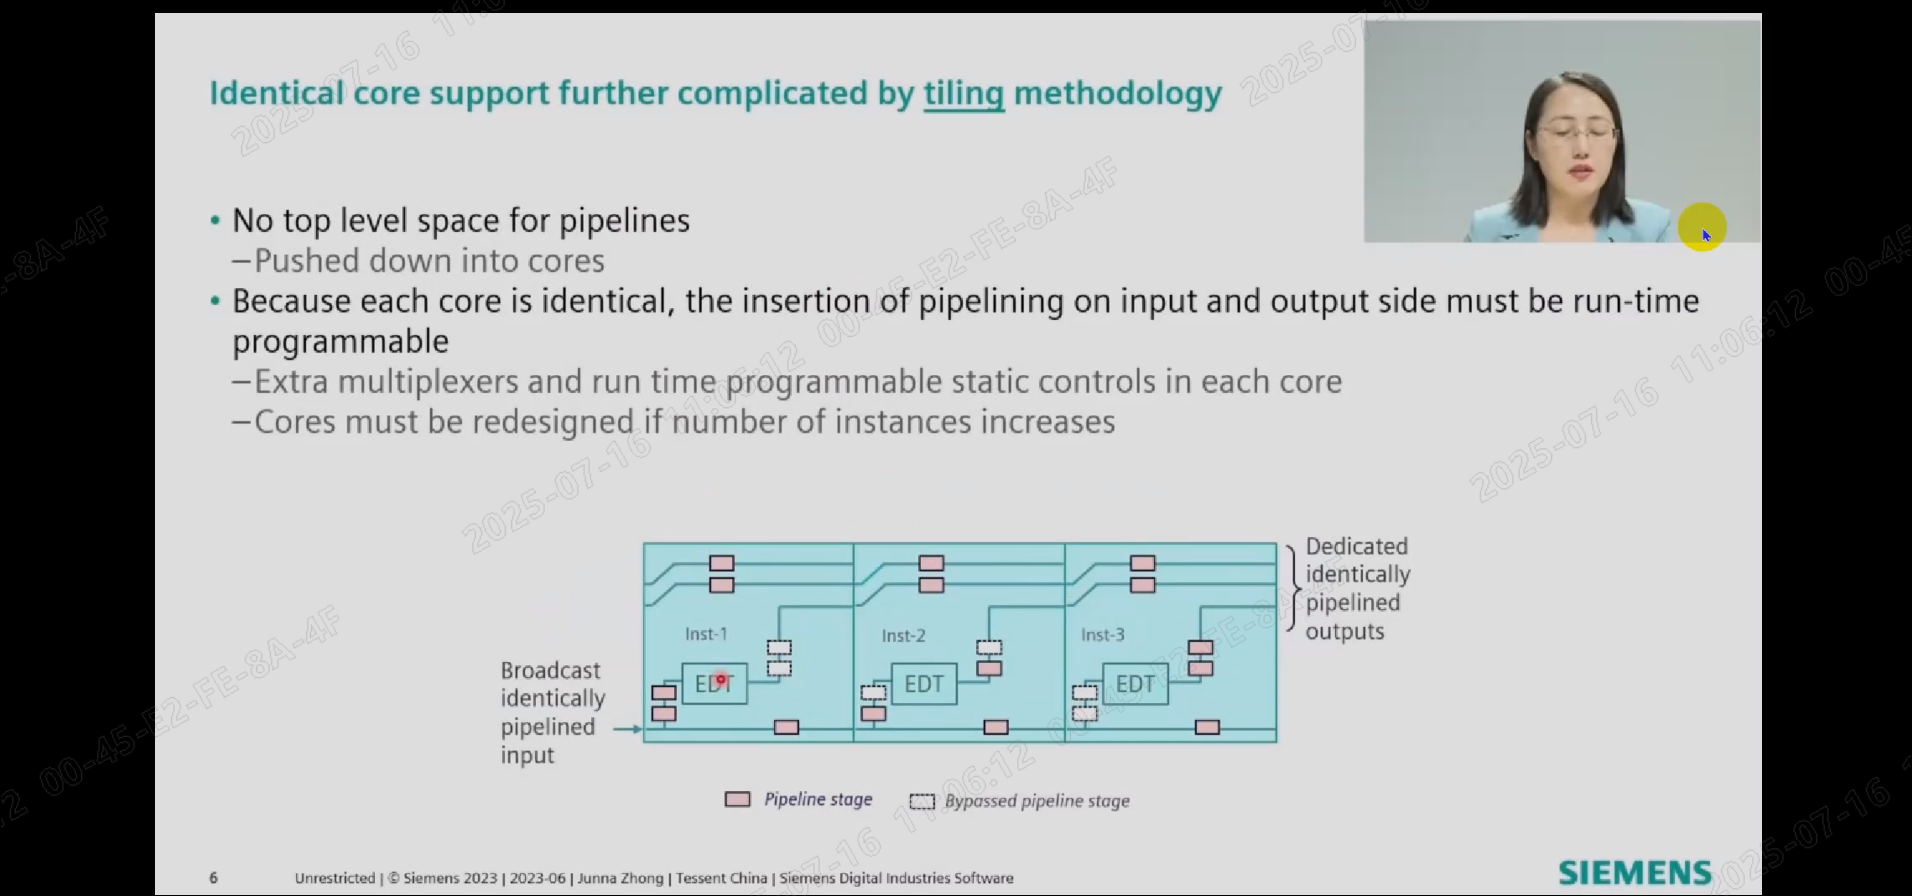 Identical core support further complicated by tiling methodology
• No top level space for pipelines
–Pushed down into cores
• Because each core is identical, the insertion of pipelining on input and output side must be run-time
programmable
–Extra multiplexers and run time programmable static controls in each core
–Cores must be redesigned if number of instances increases
Dedicated
identically
pipelined
outputs
Inst-1
Inst-2
Inst-3
EDT
EDT
EDT
Broadcast
identically
pipelined
input
Pipeline stage
Bypassed pipeline stage
6
Unrestricted | © Siemens 2023 | 2023-06 | Junna Zhong | Tessent China | Siemens Digital Industries Software
SIEMENS
2025-07-16 11:06:12 00-45-E2-FE-8A-4F